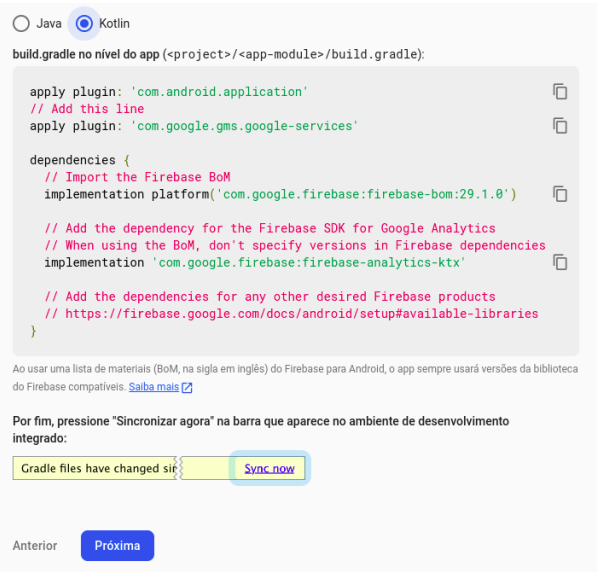 Java Kotlin
build.gradle no nível do app (<project>/<app-module>/build.gradle):
apply plugin: 'com.android.application'
// Add this line
apply plugin: 'com.google.gms.google-services'
dependencies {
// Import the Firebase BoM
implementation platform('com.google.firebase:firebase-bom:29.1.0')
// Add the dependency for the Firebase SDK for Google Analytics
// When using the BoM, don't specify versions in Firebase dependencies
implementation 'com.google.firebase:firebase-analytics-ktx'
// Add the dependencies for any other desired Firebase products
// https://firebase.google.com/docs/android/setup#available-libraries
}
Ao usar uma lista de materiais (BoM, na sigla em inglês) do Firebase para Android, o app sempre usará versões da biblioteca
do Firebase compatíveis. Saiba mais
Por fim, pressione "Sincronizar agora" na barra que aparece no ambiente de desenvolvimento
integrado:
Gradle files have changed sin Sync now
Anterior Próxima